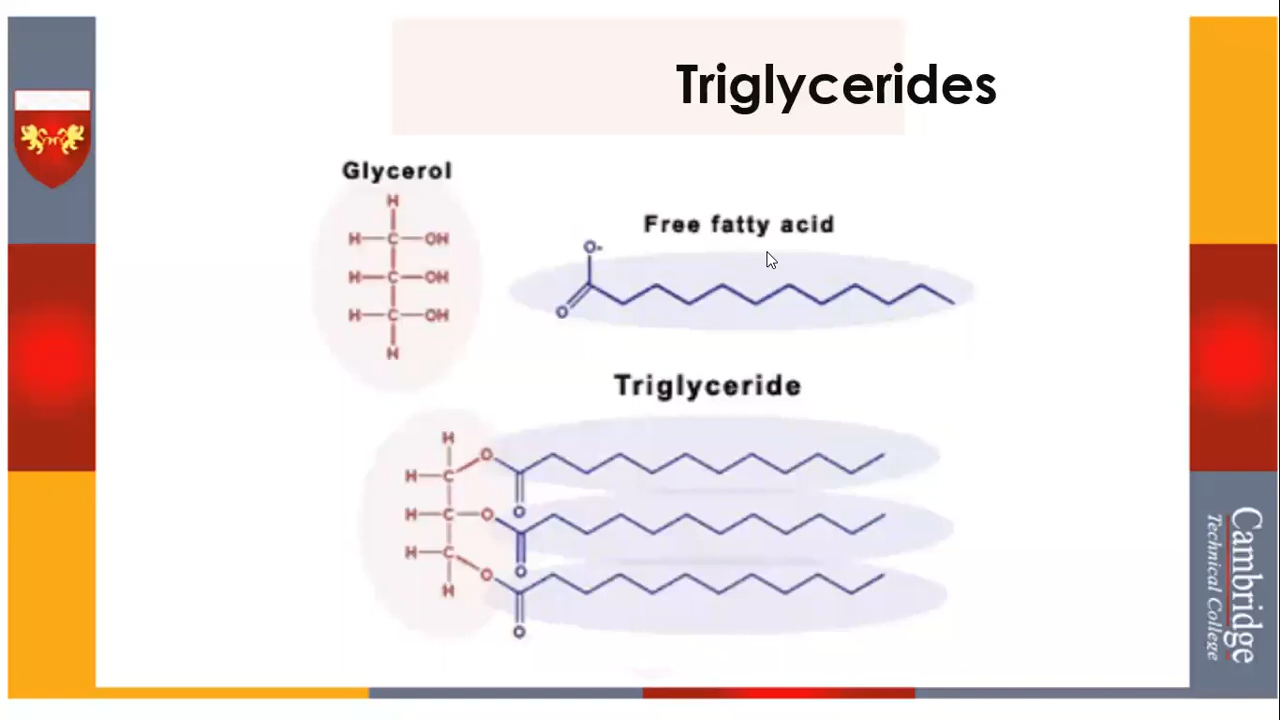 Triglycerides
Glycerol
H
H C OH
H C OH
H C OH
H
Free fatty acid
O-
O
Triglyceride
H
O
H C
O
H C O
O
H C
O
H
O
Cambridge
Technical College